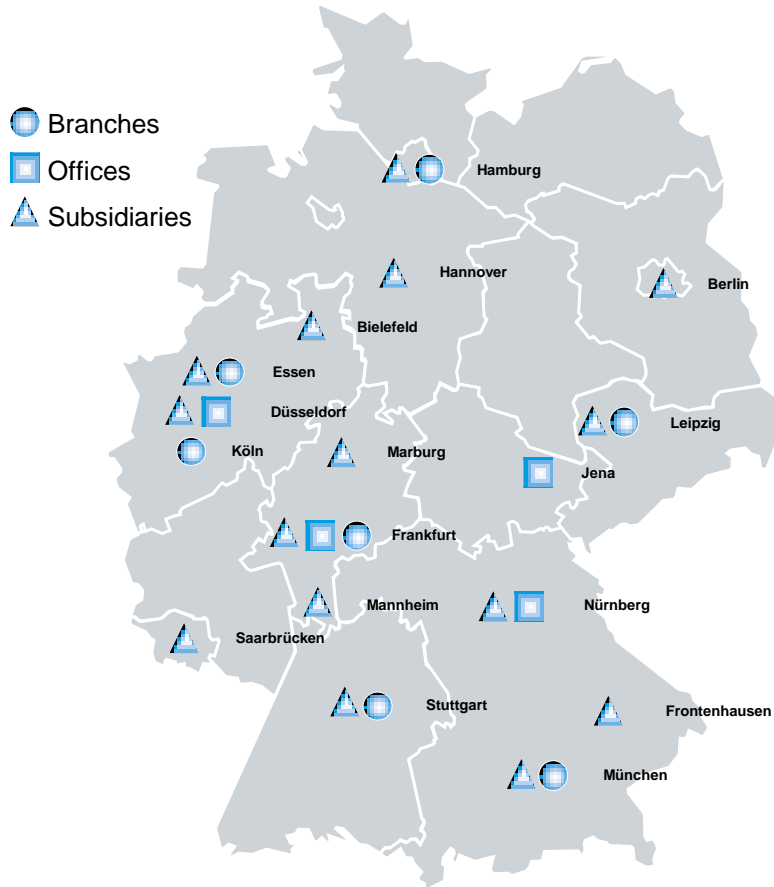 Branches
Offices
Subsidiaries
Hamburg
Hannover
Berlin
Bielefeld
Essen
Düsseldorf
Leipzig
Köln
Marburg
Jena
Frankfurt
Mannheim
Nürnberg
Saarbrücken
Stuttgart
Frontenhausen
München